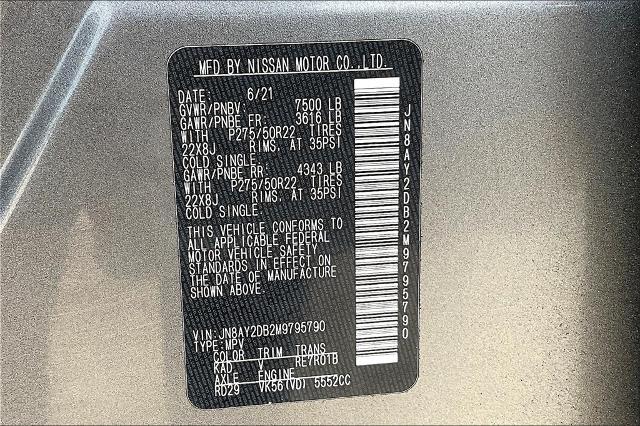 MFD BY NISSAN MOTOR CO.,LTD.
DATE: 6/21
GVWR/PNBV: 7500 LB
GAWR/PNBE FR: 3616 LB
WITH P275/50R22 TIRES
22X8J RIMS. AT 35PSI
COLD SINGLE.
GAWR/PNBE RR: 4343 LB
WITH P275/50R22 TIRES
22X8J RIMS. AT 35PSI
COLD SINGLE.
THIS VEHICLE CONFORMS TO
ALL APPLICABLE FEDERAL
MOTOR VEHICLE SAFETY
STANDARDS IN EFFECT ON
THE DATE OF MANUFACTURE
SHOWN ABOVE.
VIN:JN8AY2DB2M9795790
TYPE:MPV
COLOR TRIM TRANS
KAD V RE7R01B
AXLE ENGINE
RD29 VK56(VD) 5552CC
JN8AY2DB2M9795790